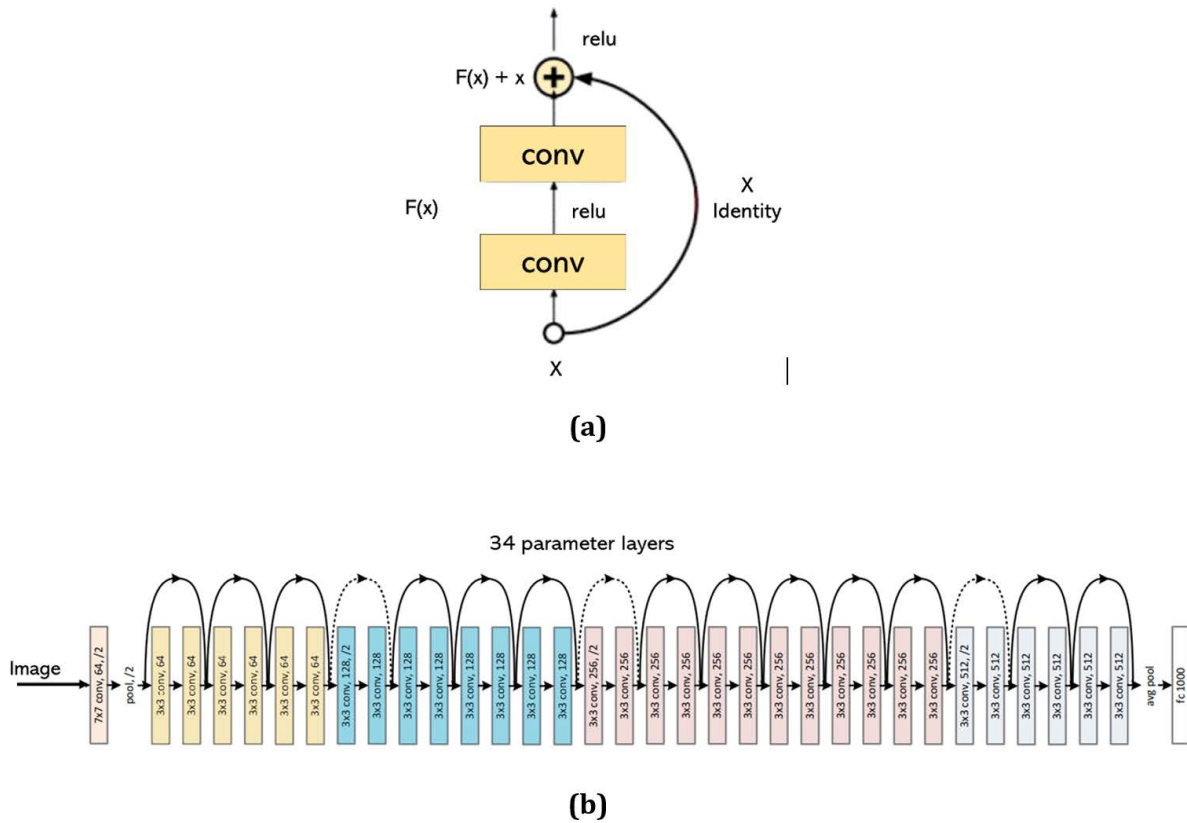 relu
F(x) + x
conv
F(x)
relu
X
Identity
conv
X
(a)
34 parameter layers
Image
7x7 conv, 64, /2
pool, /2
3x3 conv, 64
3x3 conv, 64
3x3 conv, 64
3x3 conv, 64
3x3 conv, 64
3x3 conv, 64
3x3 conv, 128, /2
3x3 conv, 128
3x3 conv, 128
3x3 conv, 128
3x3 conv, 128
3x3 conv, 128
3x3 conv, 128
3x3 conv, 128
3x3 conv, 256, /2
3x3 conv, 256
3x3 conv, 256
3x3 conv, 256
3x3 conv, 256
3x3 conv, 256
3x3 conv, 256
3x3 conv, 256
3x3 conv, 256
3x3 conv, 256
3x3 conv, 256
3x3 conv, 256
3x3 conv, 512, /2
3x3 conv, 512
3x3 conv, 512
3x3 conv, 512
3x3 conv, 512
3x3 conv, 512
avg pool
fc 1000
(b)